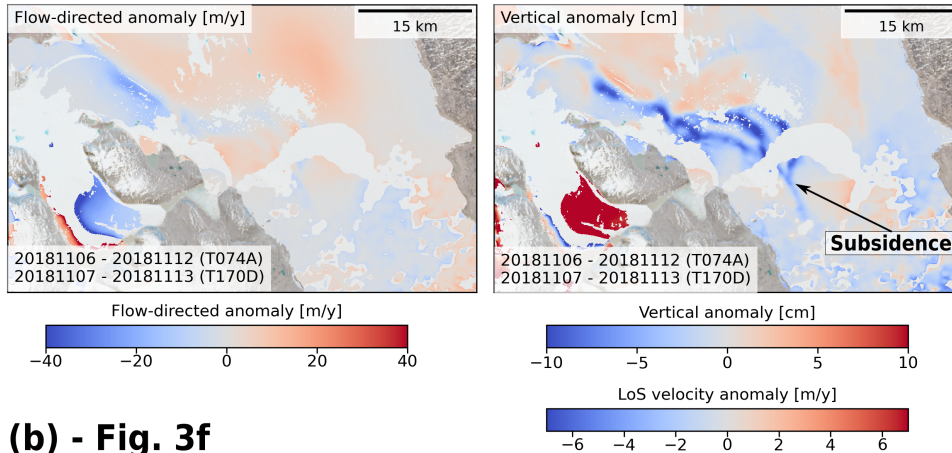 Flow-directed anomaly [m/y]
15 km
20181106 - 20181112 (T074A)
20181107 - 20181113 (T170D)
Vertical anomaly [cm]
15 km
Subsidence
20181106 - 20181112 (T074A)
20181107 - 20181113 (T170D)
Flow-directed anomaly [m/y]
−40 −20 0 20 40
Vertical anomaly [cm]
−10 −5 0 5 10
LoS velocity anomaly [m/y]
−6 −4 −2 0 2 4 6
(b) - Fig. 3f